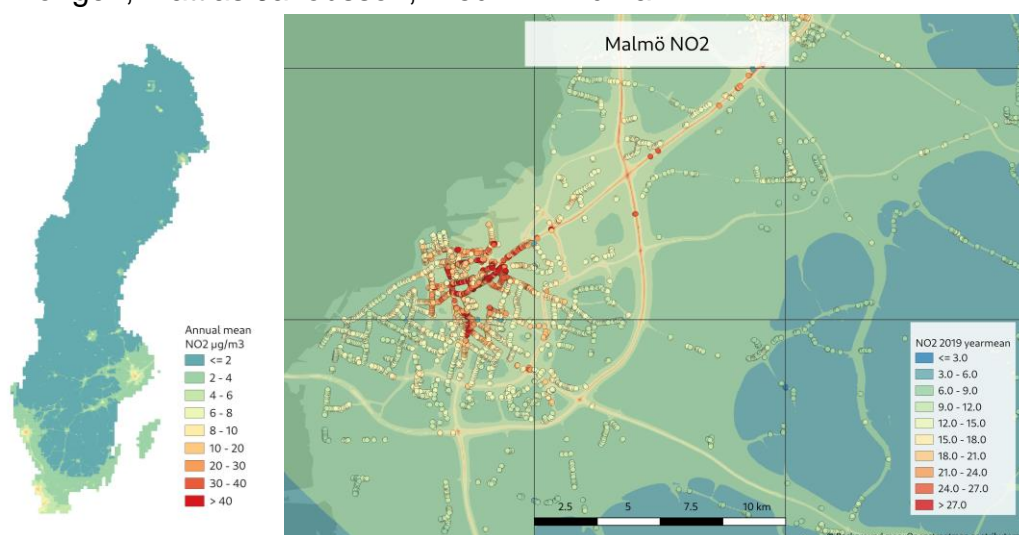 Malmö NO2
Annual mean
NO2 µg/m3
<= 2
2 - 4
4 - 6
6 - 8
8 - 10
10 - 20
20 - 30
30 - 40
> 40
NO2 2019 yearmean
<= 3.0
3.0 - 6.0
6.0 - 9.0
9.0 - 12.0
12.0 - 15.0
15.0 - 18.0
18.0 - 21.0
21.0 - 24.0
24.0 - 27.0
> 27.0
2.5 5 7.5 10 km